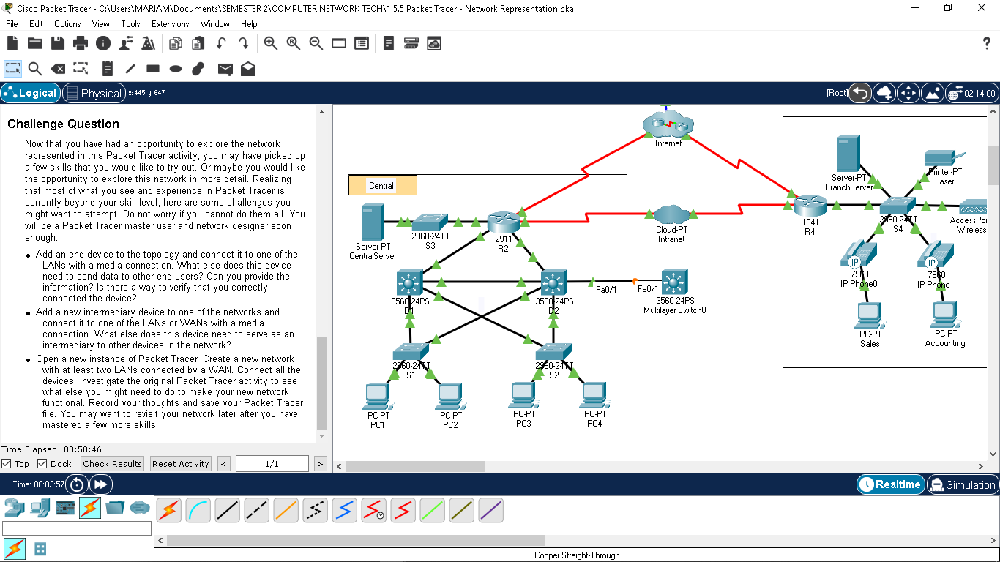 Cisco Packet Tracer - C:\Users\MARIAM\Documents\SEMESTER 2\COMPUTER NETWORK TECH\1.5.5 Packet Tracer - Network Representation.pka
File Edit Options View Tools Extensions Window Help
Logical Physical x: 445, y: 647 [Root] 02:14:00
Challenge Question
Now that you have had an opportunity to explore the network
represented in this Packet Tracer activity, you may have picked up
a few skills that you would like to try out. Or maybe you would like
the opportunity to explore this network in more detail. Realizing
that most of what you see and experience in Packet Tracer is
currently beyond your skill level, here are some challenges you
might want to attempt. Do not worry if you cannot do them all. You
will be a Packet Tracer master user and network designer soon
enough.
• Add an end device to the topology and connect it to one of the
LANs with a media connection. What else does this device
need to send data to other end users? Can you provide the
information? Is there a way to verify that you correctly
connected the device?
• Add a new intermediary device to one of the networks and
connect it to one of the LANs or WANs with a media
connection. What else does this device need to serve as an
intermediary to other devices in the network?
• Open a new instance of Packet Tracer. Create a new network
with at least two LANs connected by a WAN. Connect all the
devices. Investigate the original Packet Tracer activity to see
what else you might need to do to make your new network
functional. Record your thoughts and save your Packet Tracer
file. You may want to revisit your network later after you have
mastered a few more skills.
Time Elapsed: 00:50:46
Top Dock Check Results Reset Activity < 1/1 >
Internet
Central
Server-PT
CentralServer
2960-24TT
S3
2911
R2
Cloud-PT
Intranet
3560-24PS
D1
3560-24PS
D2
Fa0/1
Fa0/1
3560-24PS
Multilayer Switch0
2960-24TT
S1
2960-24TT
S2
PC-PT
PC1
PC-PT
PC2
PC-PT
PC3
PC-PT
PC4
Server-PT
BranchServer
Printer-PT
Laser
1941
R4
2960-24TT
S4
AccessPoi
Wireless
IP
7960
IP Phone0
IP
7960
IP Phone1
PC-PT
Sales
PC-PT
Accounting
Time: 00:03:57 Realtime Simulation
Copper Straight-Through